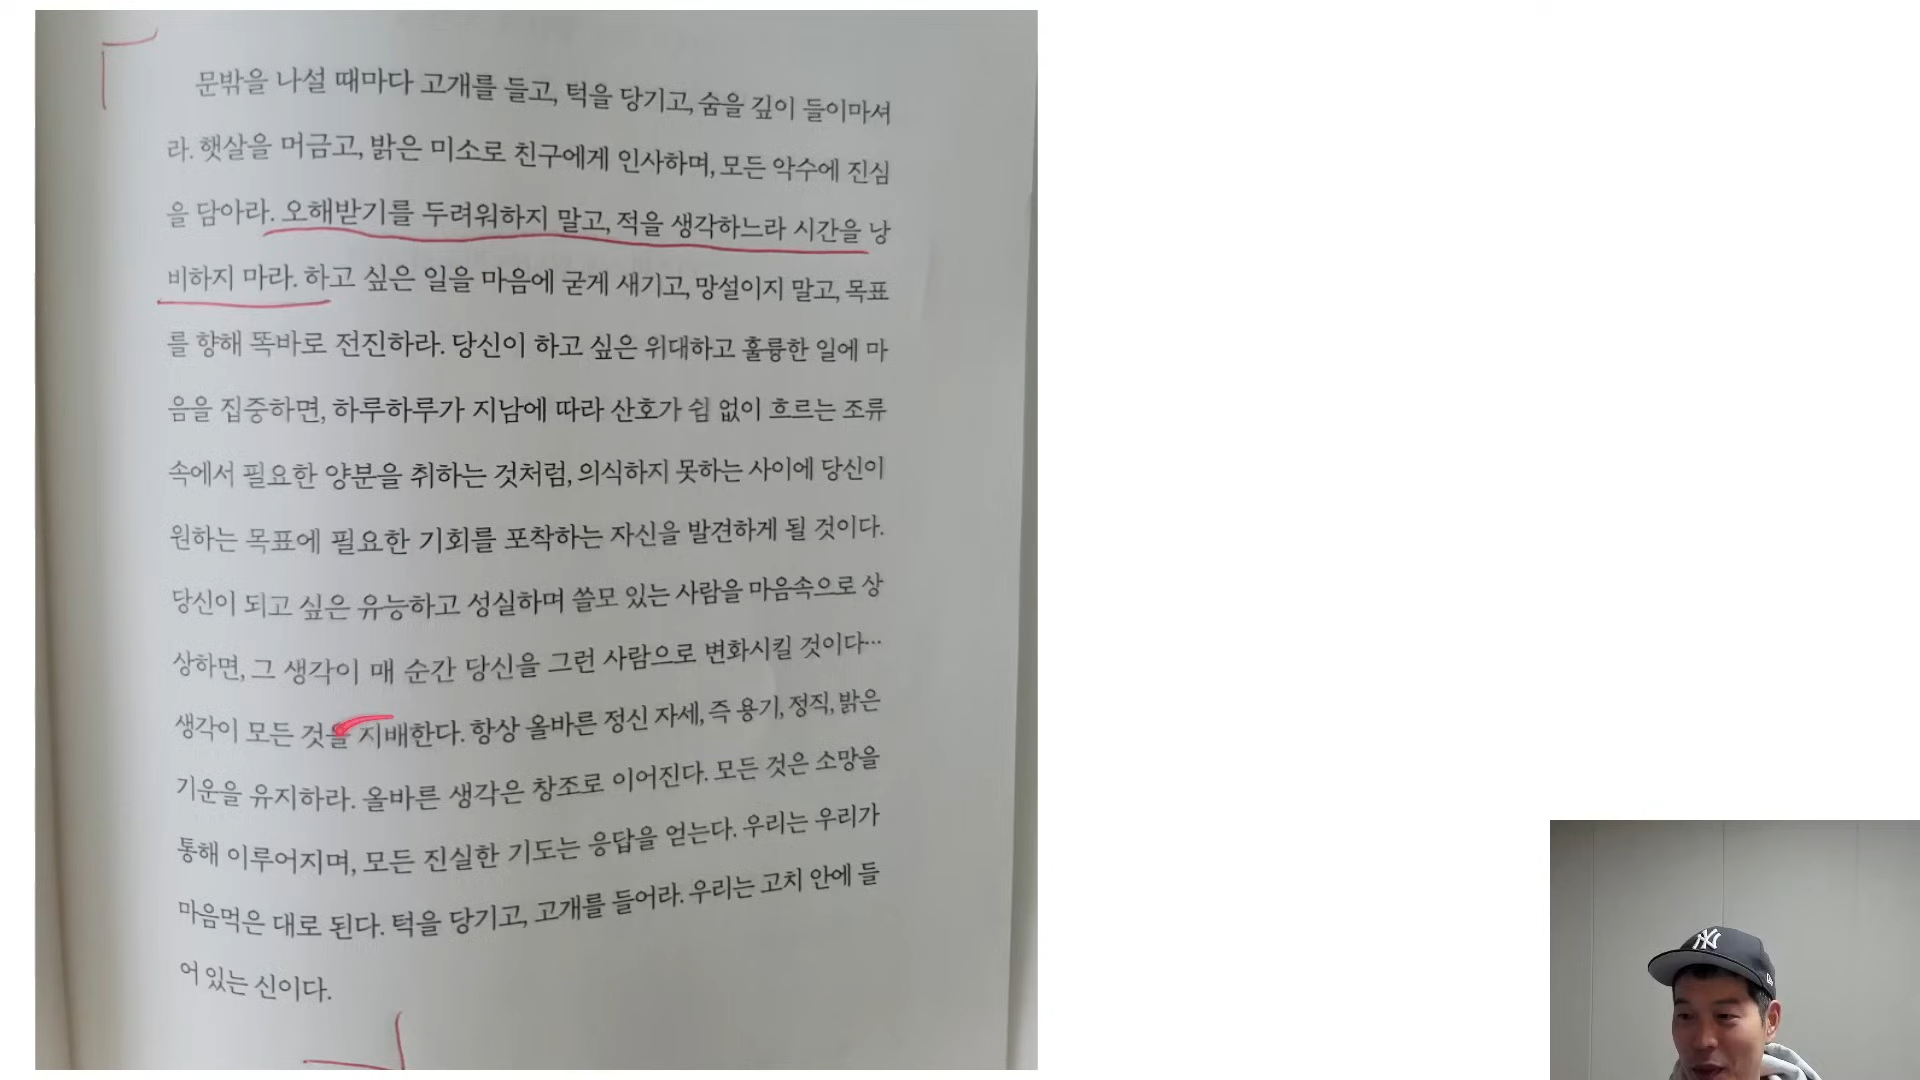 문밖을 나설 때마다 고개를 들고, 턱을 당기고, 숨을 깊이 들이마셔
라. 햇살을 머금고, 밝은 미소로 친구에게 인사하며, 모든 악수에 진심
을 담아라. 오해받기를 두려워하지 말고, 적을 생각하느라 시간을 낭
비하지 마라. 하고 싶은 일을 마음에 굳게 새기고, 망설이지 말고, 목표
를 향해 똑바로 전진하라. 당신이 하고 싶은 위대하고 훌륭한 일에 마
음을 집중하면, 하루하루가 지남에 따라 산호가 쉼 없이 흐르는 조류
속에서 필요한 양분을 취하는 것처럼, 의식하지 못하는 사이에 당신이
원하는 목표에 필요한 기회를 포착하는 자신을 발견하게 될 것이다.
당신이 되고 싶은 유능하고 성실하며 쓸모 있는 사람을 마음속으로 상
상하면, 그 생각이 매 순간 당신을 그런 사람으로 변화시킬 것이다…
생각이 모든 것을 지배한다. 항상 올바른 정신 자세, 즉 용기, 정직, 밝은
기운을 유지하라. 올바른 생각은 창조로 이어진다. 모든 것은 소망을
통해 이루어지며, 모든 진실한 기도는 응답을 얻는다. 우리는 우리가
마음먹은 대로 된다. 턱을 당기고, 고개를 들어라. 우리는 고치 안에 들
어 있는 신이다.
NY